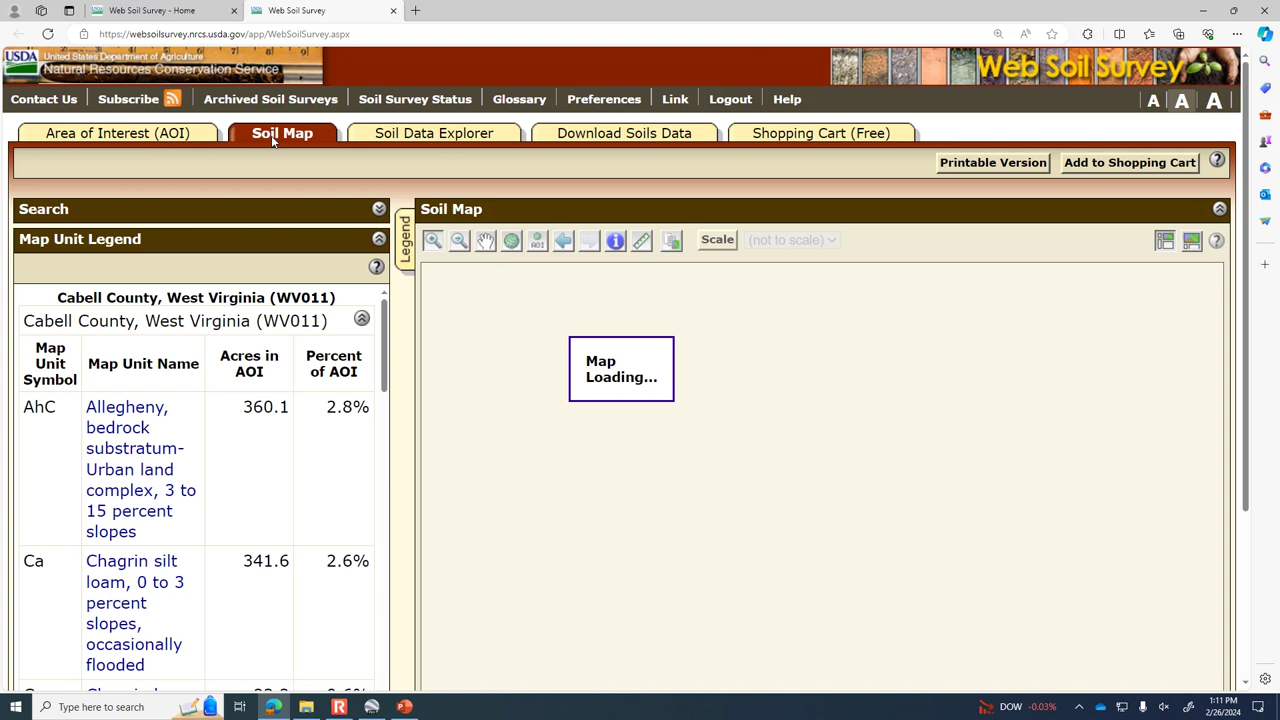 Web Soil Survey - Home
Web Soil Survey
https://websoilsurvey.nrcs.usda.gov/app/WebSoilSurvey.aspx
USDA
United States Department of Agriculture
Natural Resources Conservation Service
Web Soil Survey
Contact Us
Subscribe
Archived Soil Surveys
Soil Survey Status
Glossary
Preferences
Link
Logout
Help
A
A
A
Area of Interest (AOI)
Soil Map
Soil Data Explorer
Download Soils Data
Shopping Cart (Free)
Printable Version
Add to Shopping Cart
?
Search
Map Unit Legend
?
Legend
Soil Map
AOI
Scale
(not to scale)
?
Cabell County, West Virginia (WV011)
Cabell County, West Virginia (WV011)
Map
Unit
Symbol
Map Unit Name
Acres in
AOI
Percent
of AOI
AhC
Allegheny,
bedrock
substratum-
Urban land
complex, 3 to
15 percent
slopes
360.1
2.8%
Ca
Chagrin silt
loam, 0 to 3
percent
slopes,
occasionally
flooded
341.6
2.6%
Map
Loading...
Type here to search
DOW -0.03%
1:11 PM
2/26/2024